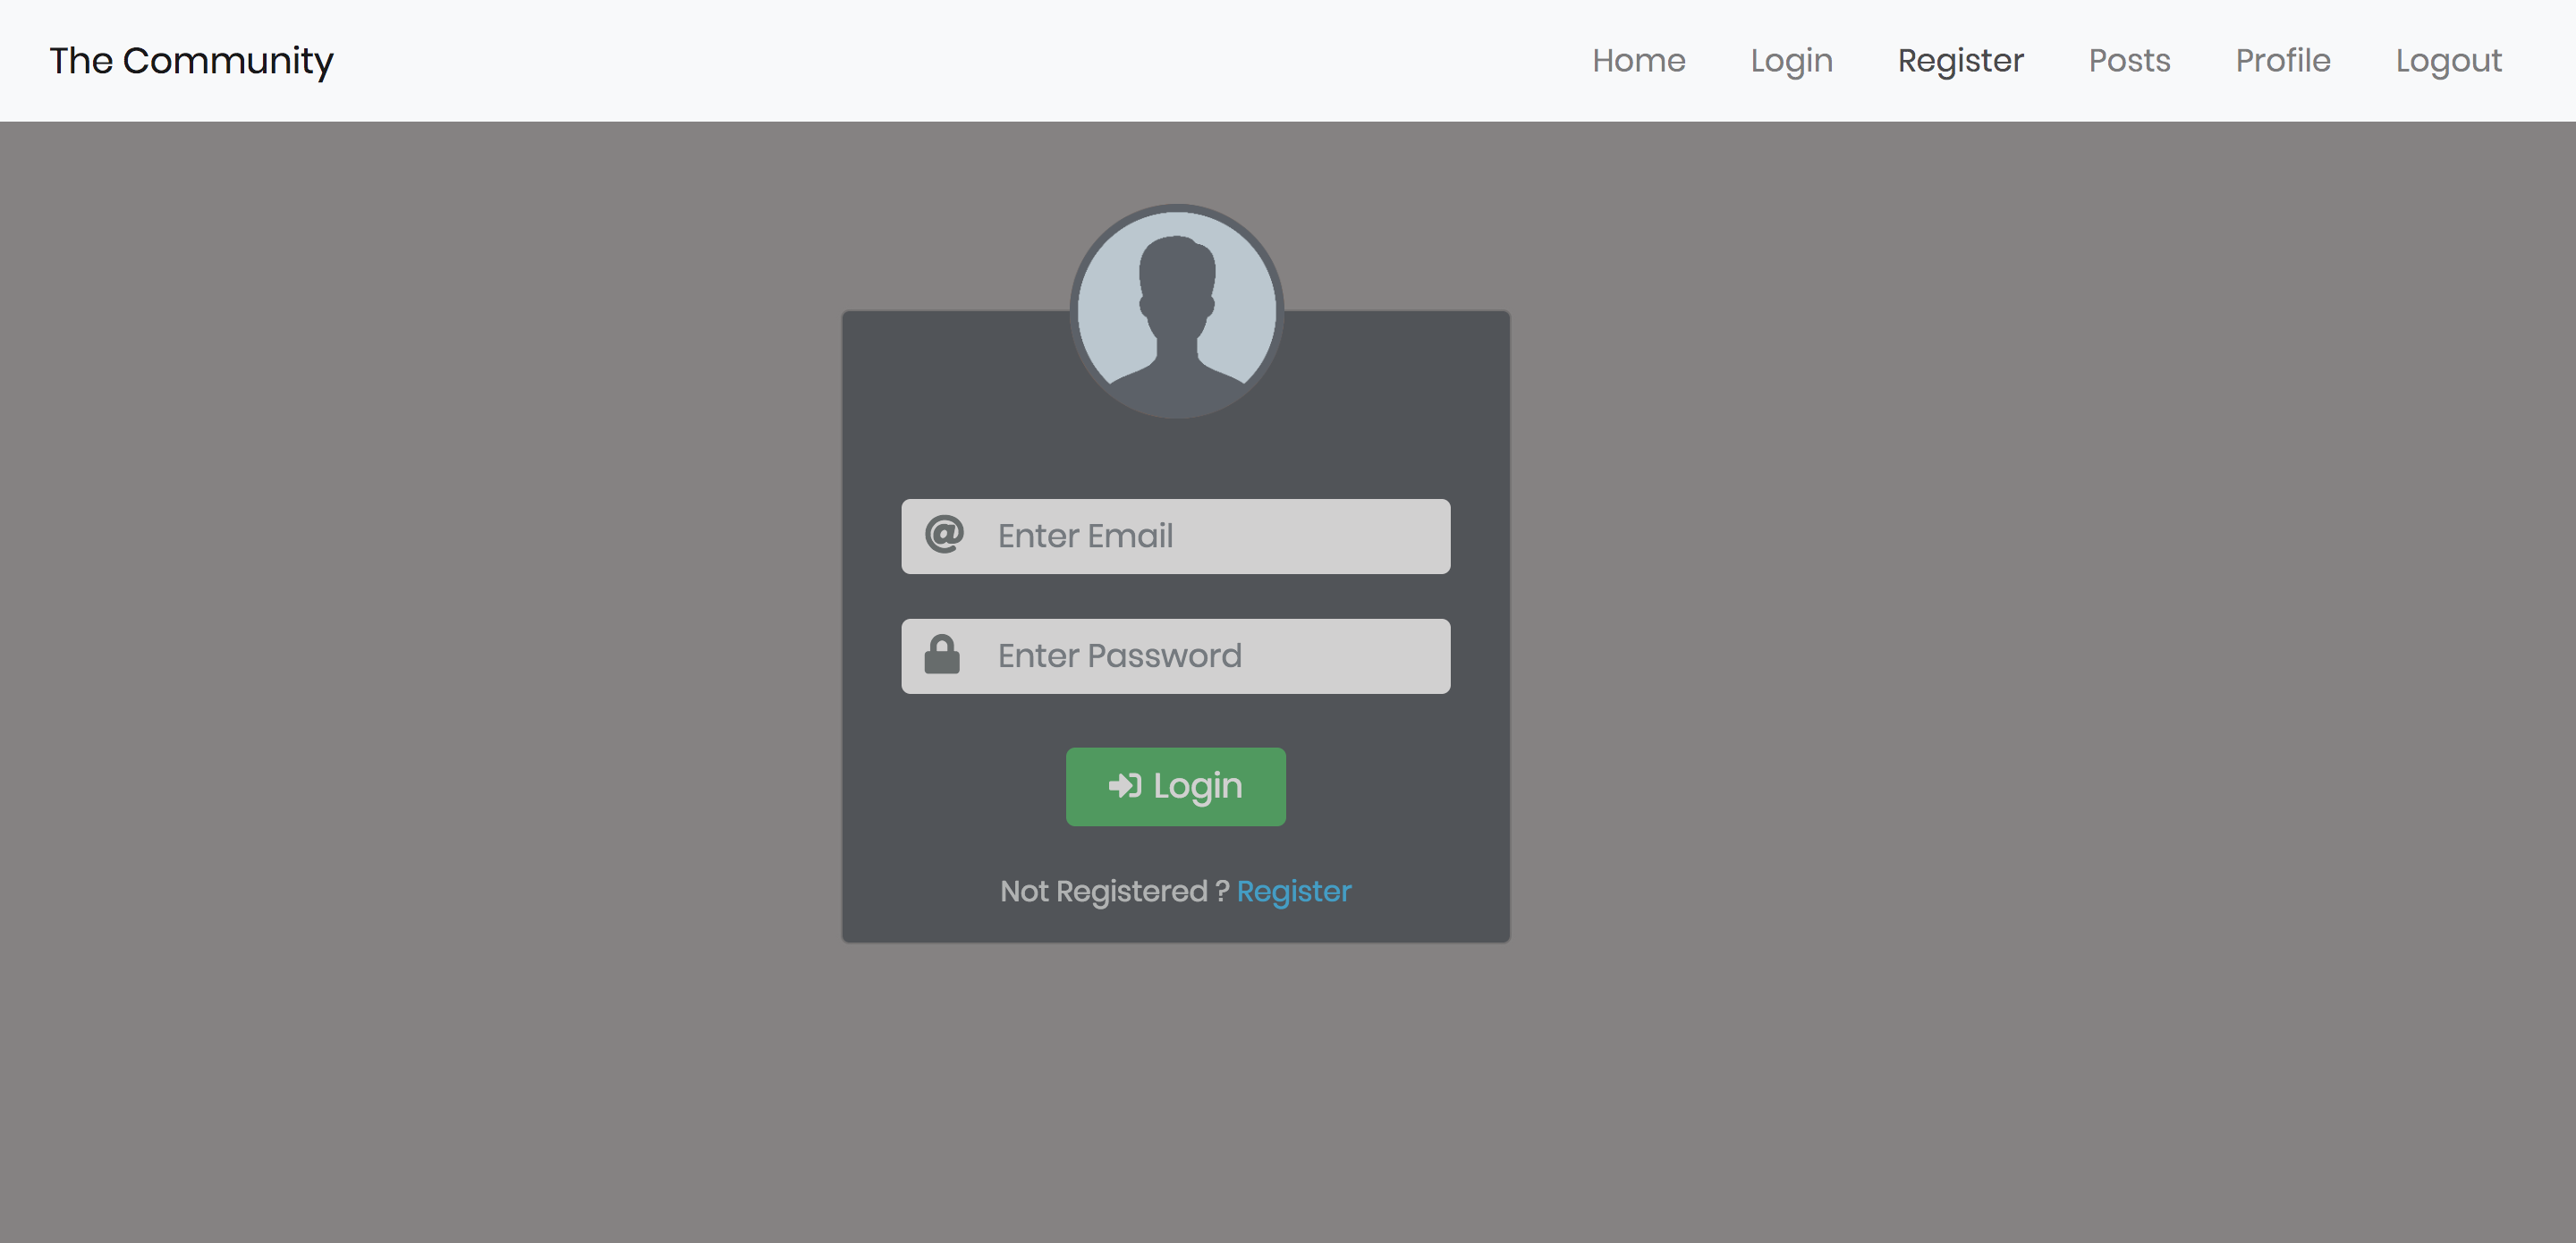 The Community Home Login Register Posts Profile Logout
Enter Email
Enter Password
Login
Not Registered ? Register